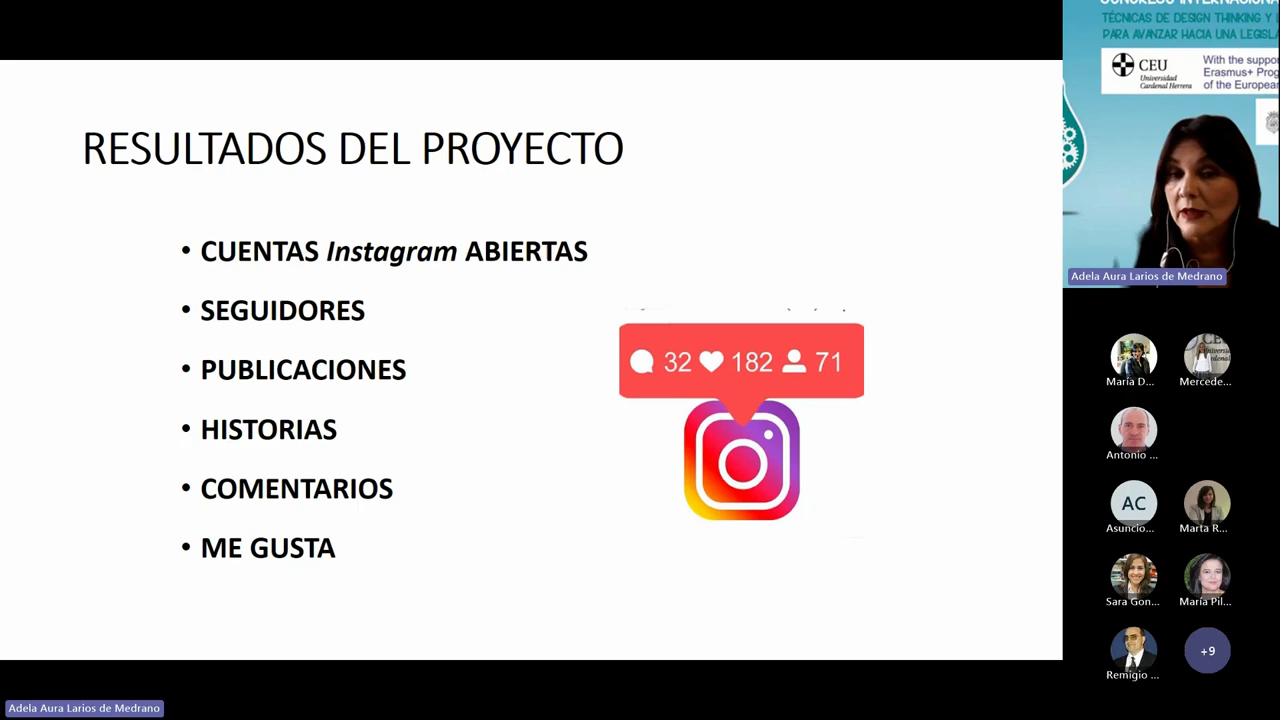 RESULTADOS DEL PROYECTO
• CUENTAS Instagram ABIERTAS
• SEGUIDORES
• PUBLICACIONES
• HISTORIAS
• COMENTARIOS
• ME GUSTA
32 182 71
CONGRESO INTERNACIONA
TÉCNICAS DE DESIGN THINKING Y
PARA AVANZAR HACIA UNA LEGISL
CEU
Universidad
Cardenal Herrera
With the suppo
Erasmus+ Prog
of the European
Adela Aura Larios de Medrano
María D...
Mercede...
Antonio ...
AC
Asuncio...
Marta R...
Sara Gon...
María Pil...
Remigio ...
+9
Adela Aura Larios de Medrano